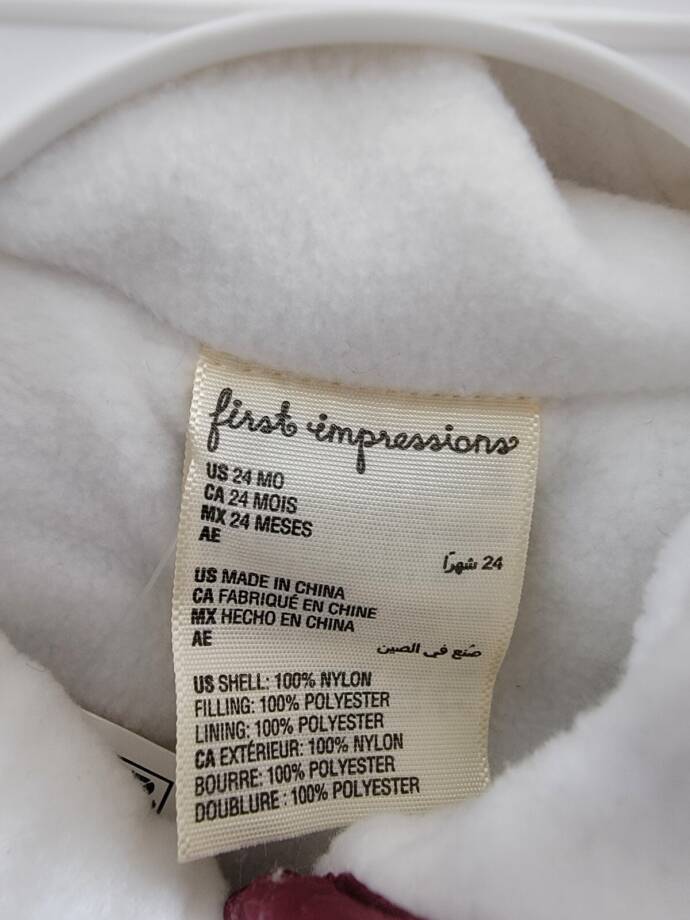 first impressions
US 24 MO
CA 24 MOIS
MX 24 MESES
AE
24 شهرًا
US MADE IN CHINA
CA FABRIQUÉ EN CHINE
MX HECHO EN CHINA
AE
صُنع في الصين
US SHELL: 100% NYLON
FILLING: 100% POLYESTER
LINING: 100% POLYESTER
CA EXTÉRIEUR: 100% NYLON
BOURRE: 100% POLYESTER
DOUBLURE : 100% POLYESTER